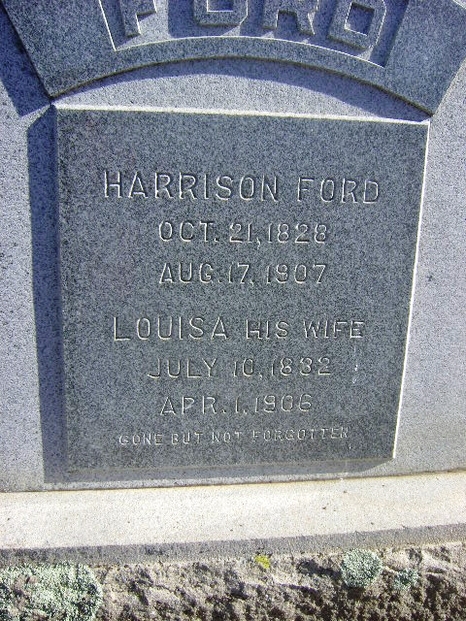 FORD
HARRISON FORD
OCT. 21, 1828
AUG. 17, 1907
LOUISA HIS WIFE
JULY 10, 1832
APR. 1, 1906
GONE BUT NOT FORGOTTEN